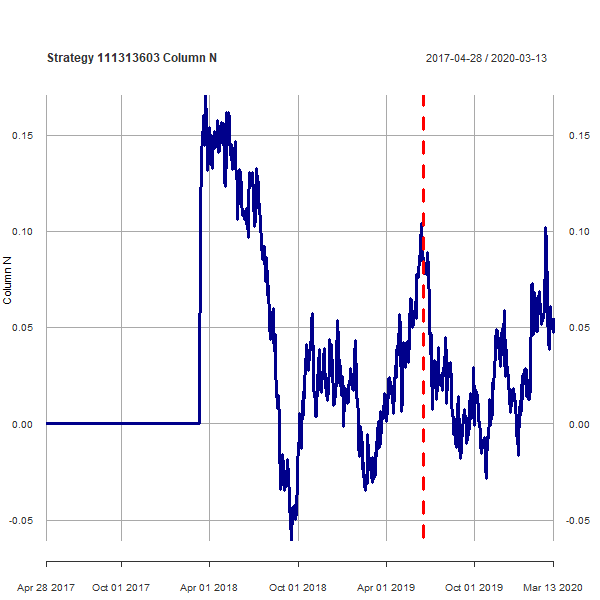 Strategy 111313603 Column N 2017-04-28 / 2020-03-13
0.15 0.15
0.10 0.10
Column N
0.05 0.05
0.00 0.00
-0.05 -0.05
Apr 28 2017 Oct 01 2017 Apr 01 2018 Oct 01 2018 Apr 01 2019 Oct 01 2019 Mar 13 2020